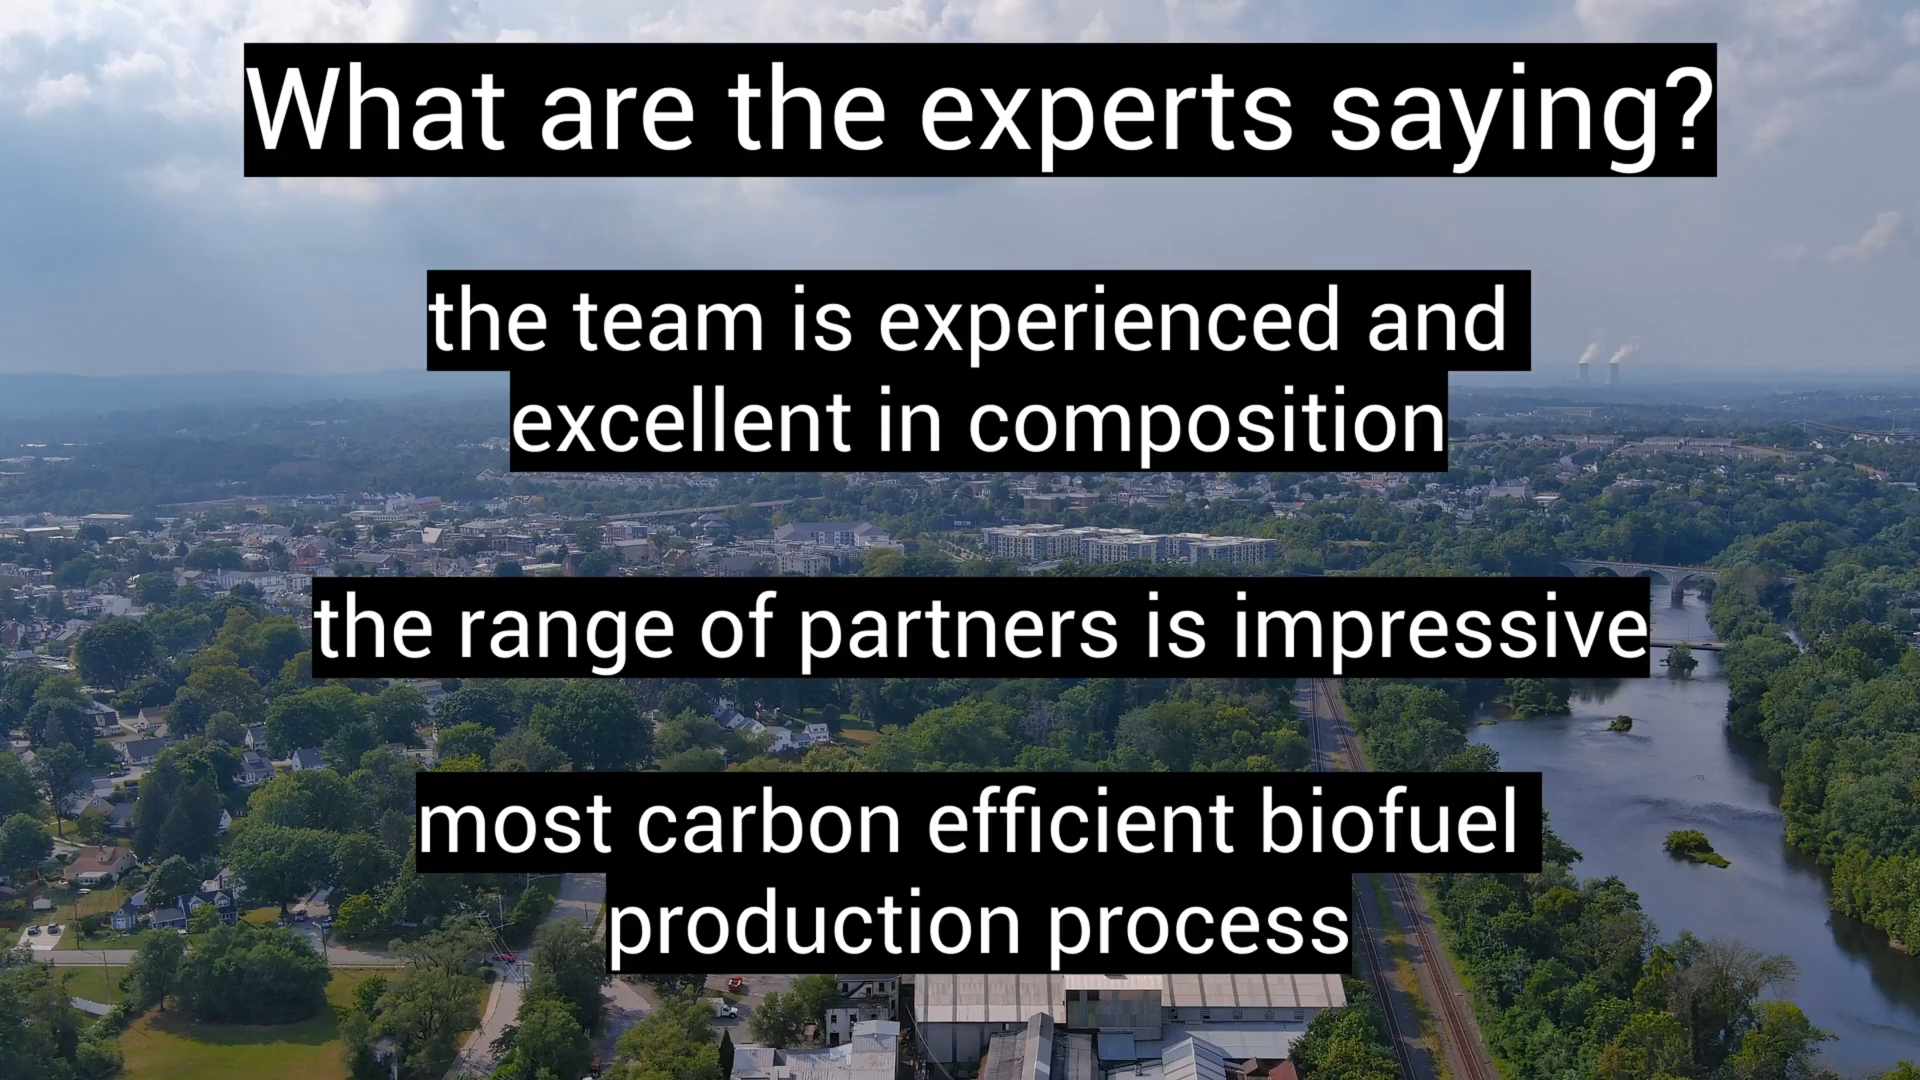 What are the experts saying?
the team is experienced and
excellent in composition
the range of partners is impressive
most carbon efficient biofuel
production process